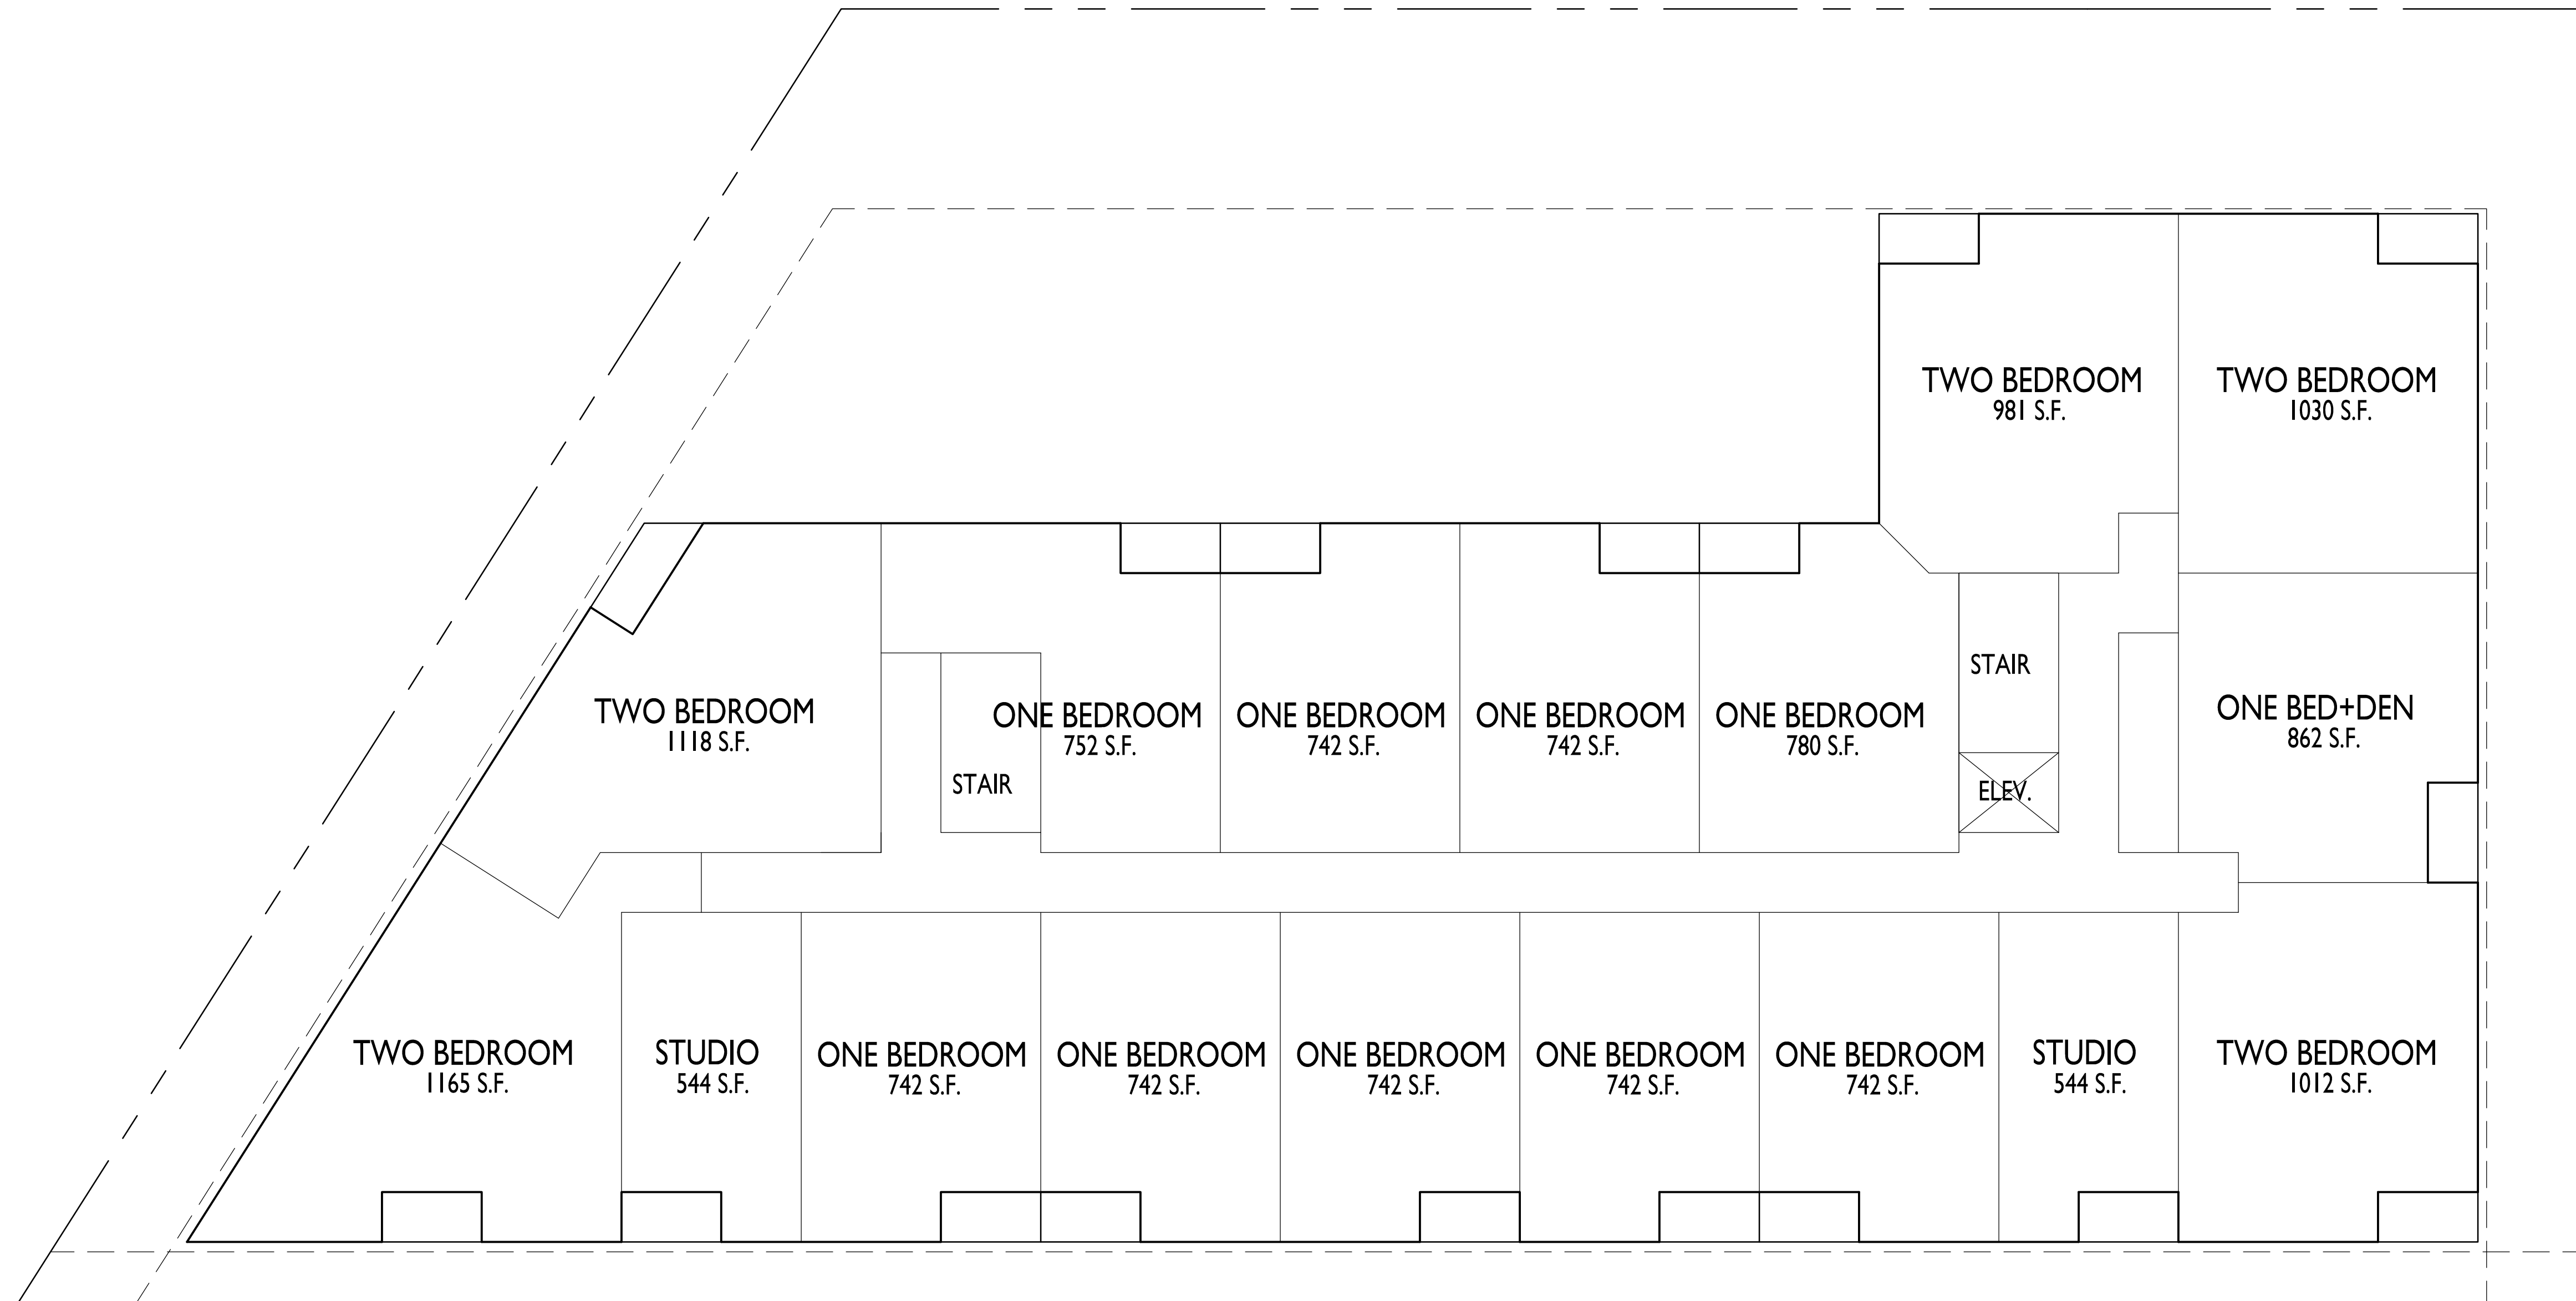 TWO BEDROOM
981 S.F.
TWO BEDROOM
1030 S.F.
TWO BEDROOM
1118 S.F.
STAIR
ONE BEDROOM
752 S.F.
ONE BEDROOM
742 S.F.
ONE BEDROOM
742 S.F.
ONE BEDROOM
780 S.F.
STAIR
ELEV.
ONE BED+DEN
862 S.F.
TWO BEDROOM
1165 S.F.
STUDIO
544 S.F.
ONE BEDROOM
742 S.F.
ONE BEDROOM
742 S.F.
ONE BEDROOM
742 S.F.
ONE BEDROOM
742 S.F.
ONE BEDROOM
742 S.F.
STUDIO
544 S.F.
TWO BEDROOM
1012 S.F.